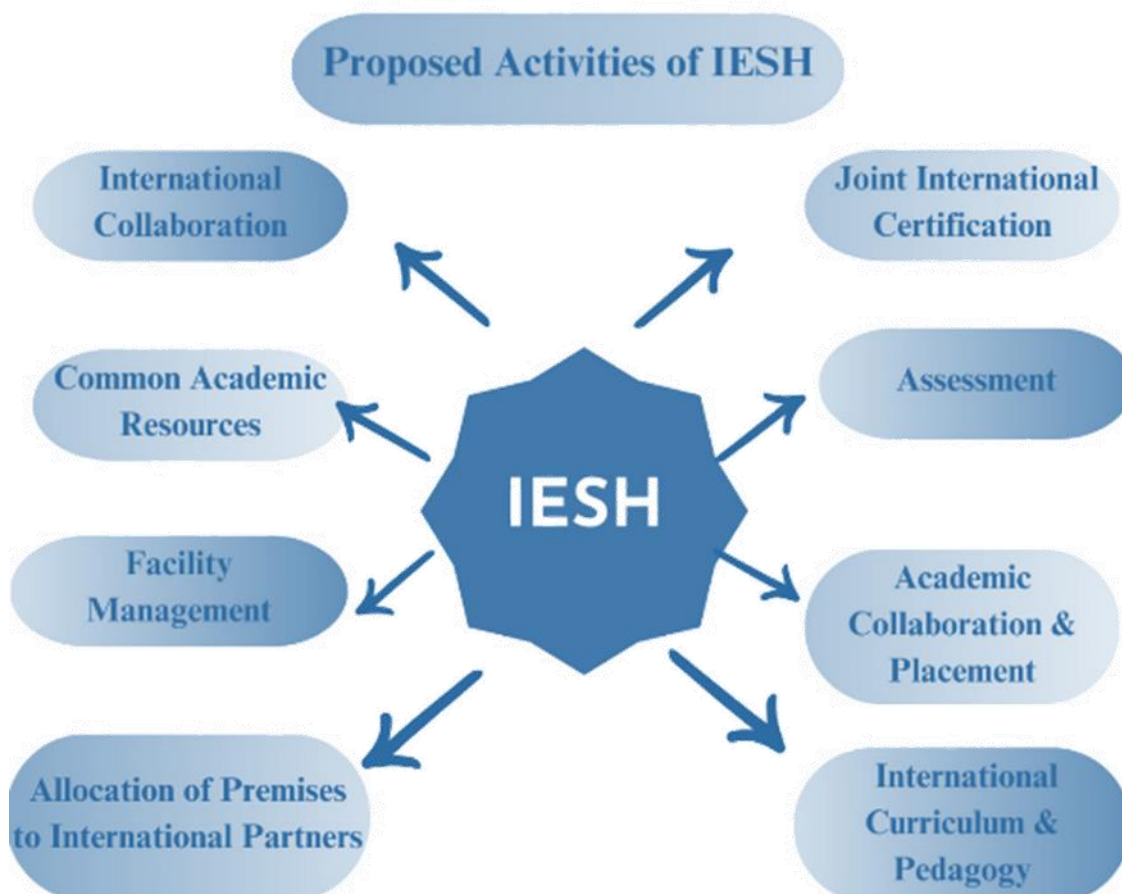 Proposed Activities of IESH
International
Collaboration
Joint International
Certification
Common Academic
Resources
Assessment
IESH
Facility
Management
Academic
Collaboration &
Placement
Allocation of Premises
to International Partners
International
Curriculum &
Pedagogy